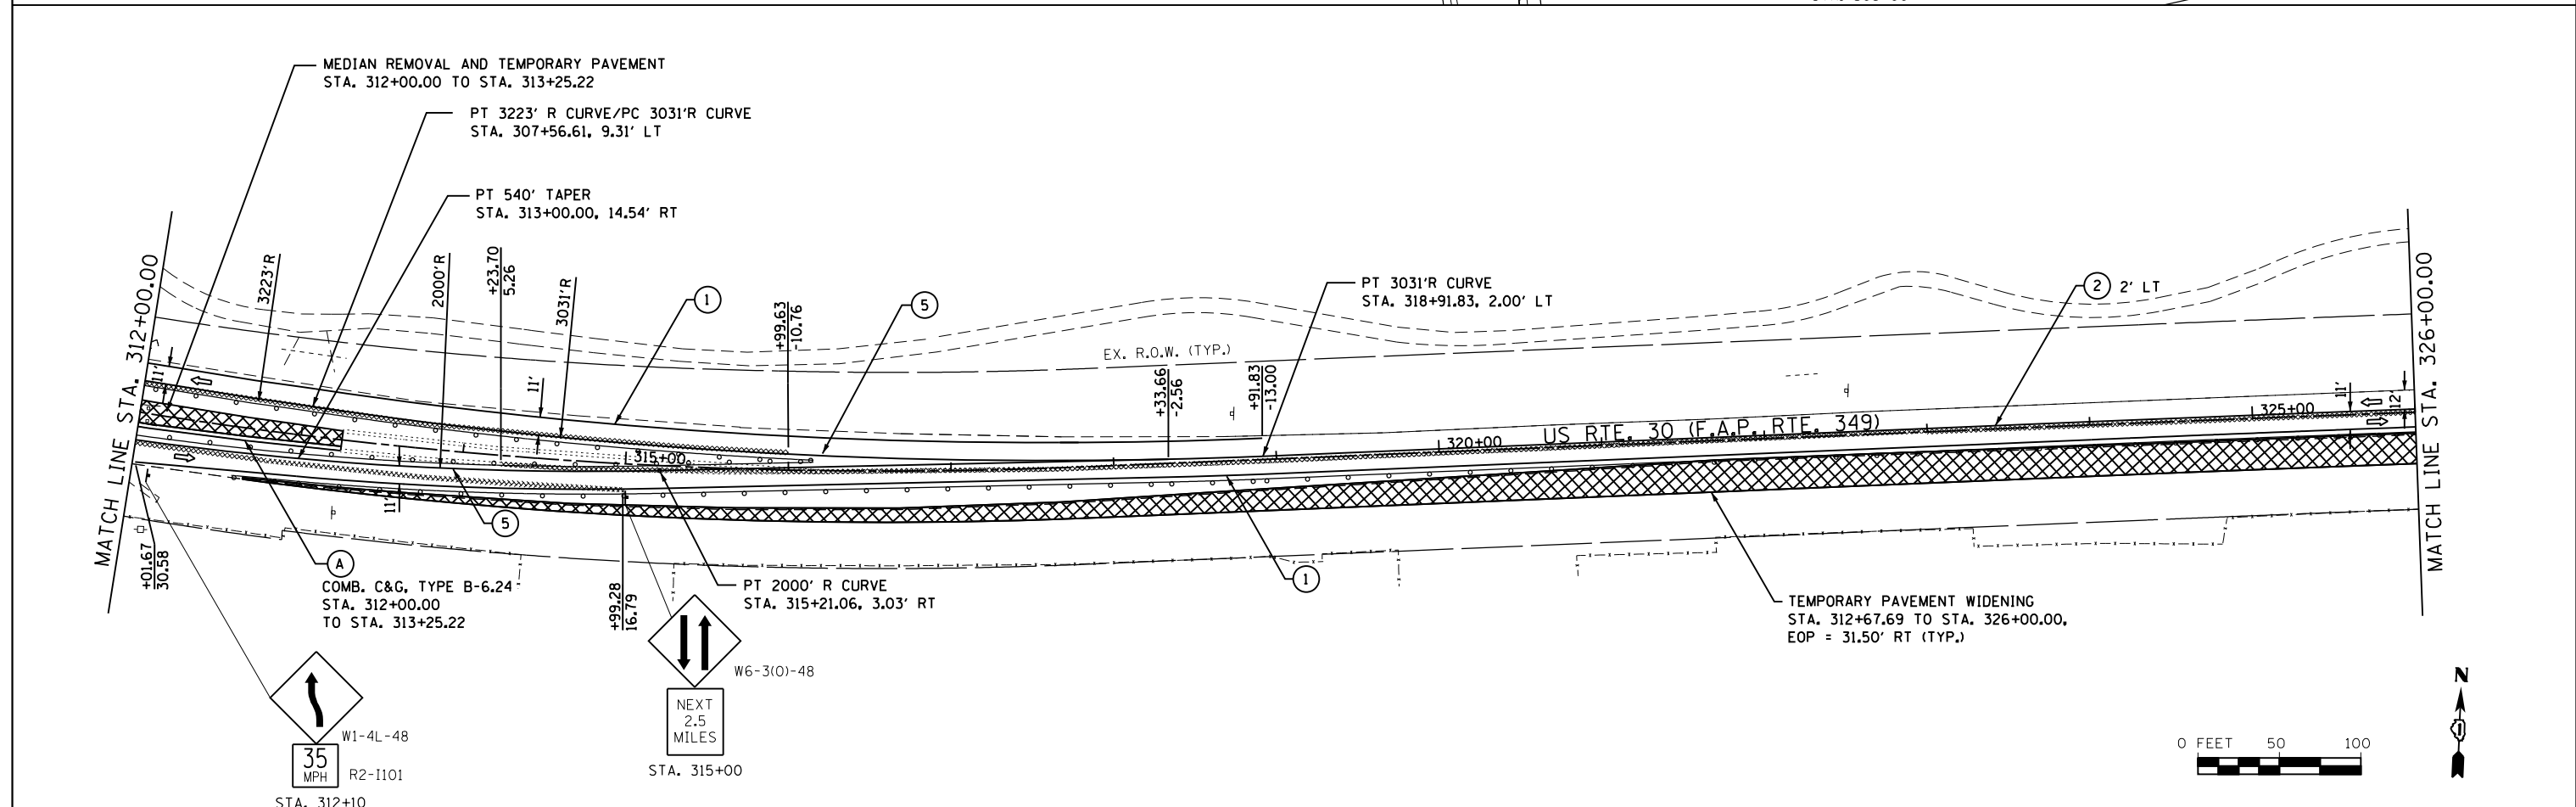 MEDIAN REMOVAL AND TEMPORARY PAVEMENT
STA. 312+00.00 TO STA. 313+25.22
PT 3223' R CURVE/PC 3031'R CURVE
STA. 307+56.61, 9.31' LT
PT 540' TAPER
STA. 313+00.00, 14.54' RT
MATCH LINE STA. 312+00.00
3223'R
2000'R
+23.70
5.26
3031'R
1
+99.63
-10.76
5
PT 3031'R CURVE
STA. 318+91.83, 2.00' LT
2 2' LT
MATCH LINE STA. 326+00.00
EX. R.O.W. (TYP.)
+33.66
-2.56
+91.83
-13.00
11'
11'
11'
11'
12'
315+00
320+00
US RTE. 30 (F.A.P. RTE. 349)
325+00
+01.67
30.58
A
COMB. C&G, TYPE B-6.24
STA. 312+00.00
TO STA. 313+25.22
5
+99.28
16.79
PT 2000' R CURVE
STA. 315+21.06, 3.03' RT
1
TEMPORARY PAVEMENT WIDENING
STA. 312+67.69 TO STA. 326+00.00,
EOP = 31.50' RT (TYP.)
W1-4L-48
35
MPH
R2-I101
STA. 312+10
W6-3(O)-48
NEXT
2.5
MILES
STA. 315+00
N
0 FEET 50 100